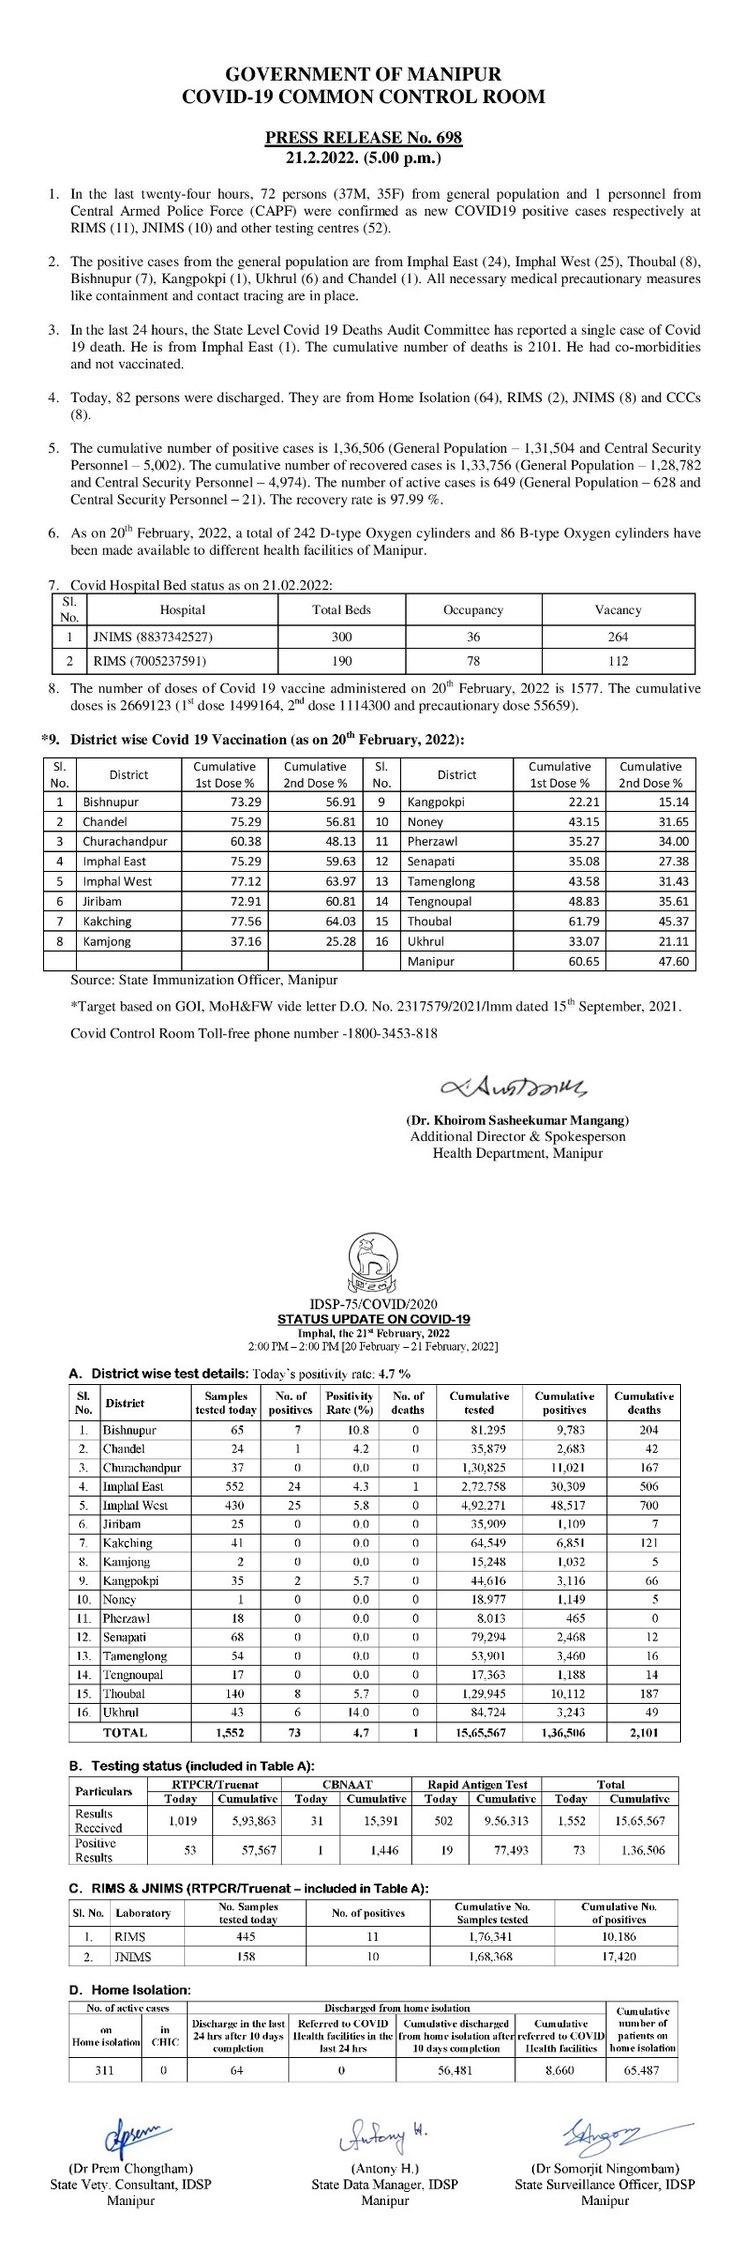 GOVERNMENT OF MANIPUR
COVID-19 COMMON CONTROL ROOM
PRESS RELEASE No. 698
21.2.2022. (5.00 p.m.)
1. In the last twenty-four hours, 72 persons (37M, 35F) from general population and 1 personnel from
Central Armed Police Force (CAPF) were confirmed as new COVID19 positive cases respectively at
RIMS (11), JNIMS (10) and other testing centres (52).
2. The positive cases from the general population are from Imphal East (24), Imphal West (25), Thoubal (8),
Bishnupur (7), Kangpokpi (1), Ukhrul (6) and Chandel (1). All necessary medical precautionary measures
like containment and contact tracing are in place.
3. In the last 24 hours, the State Level Covid 19 Deaths Audit Committee has reported a single case of Covid
19 death. He is from Imphal East (1). The cumulative number of deaths is 2101. He had co-morbidities
and not vaccinated.
4. Today, 82 persons were discharged. They are from Home Isolation (64), RIMS (2), JNIMS (8) and CCCs
(8).
5. The cumulative number of positive cases is 1,36,506 (General Population – 1,31,504 and Central Security
Personnel – 5,002). The cumulative number of recovered cases is 1,33,756 (General Population – 1,28,782
and Central Security Personnel – 4,974). The number of active cases is 649 (General Population – 628 and
Central Security Personnel – 21). The recovery rate is 97.99 %.
6. As on 20th February, 2022, a total of 242 D-type Oxygen cylinders and 86 B-type Oxygen cylinders have
been made available to different health facilities of Manipur.
7. Covid Hospital Bed status as on 21.02.2022:
Sl. No. Hospital Total Beds Occupancy Vacancy
1 JNIMS (8837342527) 300 36 264
2 RIMS (7005237591) 190 78 112
8. The number of doses of Covid 19 vaccine administered on 20th February, 2022 is 1577. The cumulative
doses is 2669123 (1st dose 1499164, 2nd dose 1114300 and precautionary dose 55659).
*9. District wise Covid 19 Vaccination (as on 20th February, 2022):
Sl. No. District Cumulative 1st Dose % Cumulative 2nd Dose % Sl. No. District Cumulative 1st Dose % Cumulative 2nd Dose %
1 Bishnupur 73.29 56.91 9 Kangpokpi 22.21 15.14
2 Chandel 75.29 56.81 10 Noney 43.15 31.65
3 Churachandpur 60.38 48.13 11 Pherzawl 35.27 34.00
4 Imphal East 75.29 59.63 12 Senapati 35.08 27.38
5 Imphal West 77.12 63.97 13 Tamenglong 43.58 31.43
6 Jiribam 72.91 60.81 14 Tengnoupal 48.83 35.61
7 Kakching 77.56 64.03 15 Thoubal 61.79 45.37
8 Kamjong 37.16 25.28 16 Ukhrul 33.07 21.11
Manipur 60.65 47.60
Source: State Immunization Officer, Manipur
*Target based on GOI, MoH&FW vide letter D.O. No. 2317579/2021/Imm dated 15th September, 2021.
Covid Control Room Toll-free phone number -1800-3453-818
(Dr. Khoirom Sasheekumar Mangang)
Additional Director & Spokesperson
Health Department, Manipur
IDSP-75/COVID/2020
STATUS UPDATE ON COVID-19
Imphal, the 21st February, 2022
2:00 PM – 2:00 PM [20 February – 21 February, 2022]
A. District wise test details: Today's positivity rate: 4.7 %
Sl. No. District Samples tested today No. of positives Positivity Rate (%) No. of deaths Cumulative tested Cumulative positives Cumulative deaths
1. Bishnupur 65 7 10.8 0 81,295 9,783 204
2. Chandel 24 1 4.2 0 35,879 2,683 42
3. Churachandpur 37 0 0.0 0 1,30,825 11,021 167
4. Imphal East 552 24 4.3 1 2,72,758 30,309 506
5. Imphal West 430 25 5.8 0 4,92,271 48,517 700
6. Jiribam 25 0 0.0 0 35,909 1,109 7
7. Kakching 41 0 0.0 0 64,549 6,851 121
8. Kamjong 2 0 0.0 0 15,248 1,032 5
9. Kangpokpi 35 2 5.7 0 44,616 3,116 66
10. Noney 1 0 0.0 0 18,977 1,149 5
11. Pherzawl 18 0 0.0 0 8,013 465 0
12. Senapati 68 0 0.0 0 79,294 2,468 12
13. Tamenglong 54 0 0.0 0 53,901 3,460 16
14. Tengnoupal 17 0 0.0 0 17,363 1,188 14
15. Thoubal 140 8 5.7 0 1,29,945 10,112 187
16. Ukhrul 43 6 14.0 0 84,724 3,243 49
TOTAL 1,552 73 4.7 1 15,65,567 1,36,506 2,101
B. Testing status (included in Table A):
Particulars RTPCR/Truenat CBNAAT Rapid Antigen Test Total
Today Cumulative Today Cumulative Today Cumulative Today Cumulative
Results Received 1,019 5,93,863 31 15,391 502 9.56.313 1,552 15.65.567
Positive Results 53 57,567 1 1,446 19 77,493 73 1,36,506
C. RIMS & JNIMS (RTPCR/Truenat – included in Table A):
Sl. No. Laboratory No. Samples tested today No. of positives Cumulative No. Samples tested Cumulative No. of positives
1. RIMS 445 11 1,76,341 10,186
2. JNIMS 158 10 1,68,368 17,420
D. Home Isolation:
No. of active cases Discharged from home isolation Cumulative number of patients on home isolation
on Home isolation in CHIC Discharge in the last 24 hrs after 10 days completion Referred to COVID Health facilities in the last 24 hrs Cumulative discharged from home isolation after 10 days completion Cumulative referred to COVID Health facilities
311 0 64 0 56,481 8,660 65,487
Antony H.
(Dr Prem Chongtham) (Antony H.) (Dr Somorjit Ningombam)
State Vety. Consultant, IDSP State Data Manager, IDSP State Surveillance Officer, IDSP
Manipur Manipur Manipur